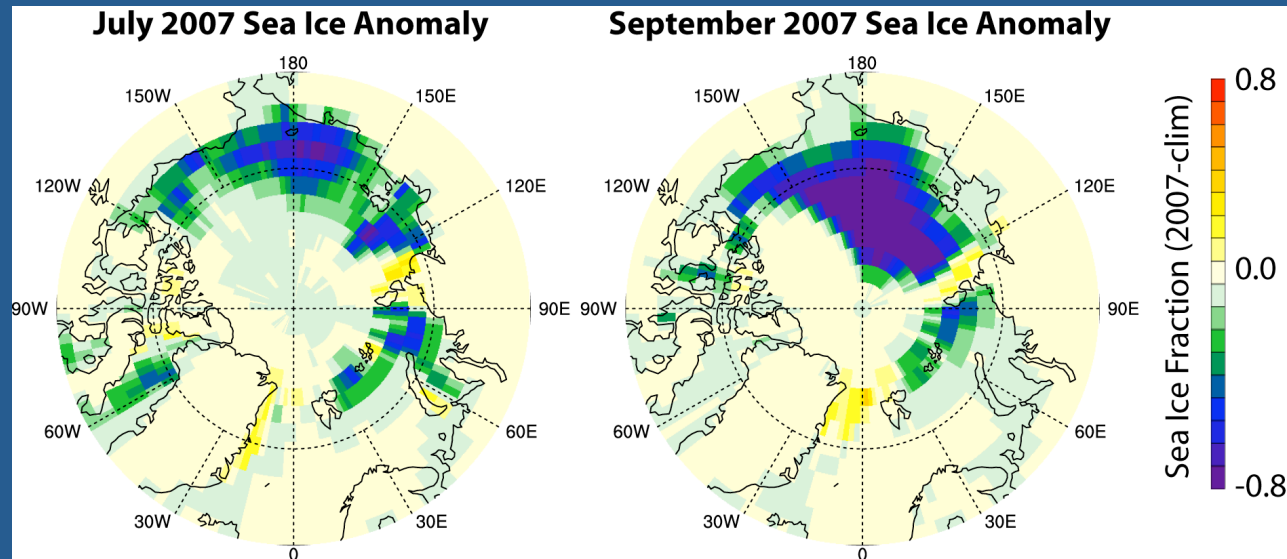 July 2007 Sea Ice Anomaly
180
150W
150E
120W
120E
90W
90E
60W
60E
30W
30E
0
September 2007 Sea Ice Anomaly
180
150W
150E
120W
120E
90W
90E
60W
60E
30W
30E
0
Sea Ice Fraction (2007-clim)
0.8
0.0
-0.8